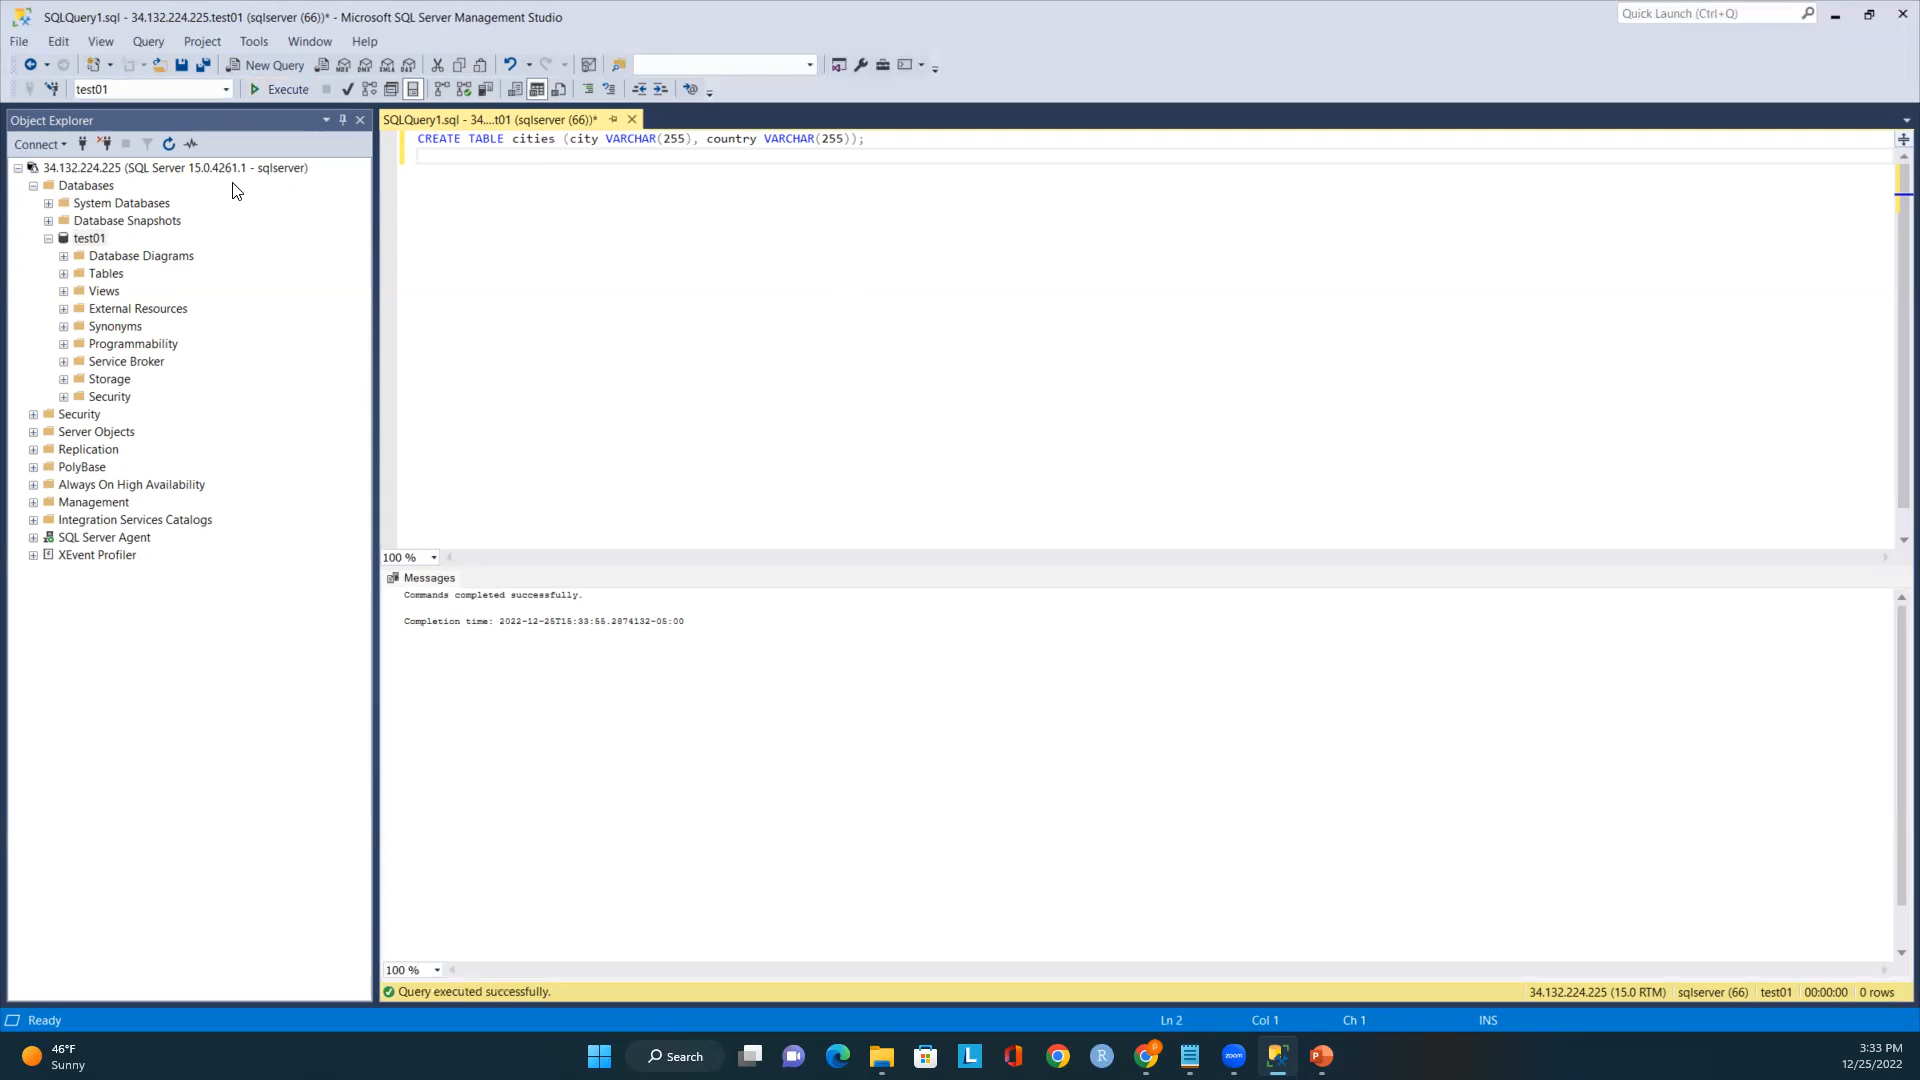 SQLQuery1.sql - 34.132.224.225.test01 (sqlserver (66))* - Microsoft SQL Server Management Studio
Quick Launch (Ctrl+Q)
File Edit View Query Project Tools Window Help
New Query
test01 Execute
Object Explorer
SQLQuery1.sql - 34....t01 (sqlserver (66))*
Connect
CREATE TABLE cities (city VARCHAR(255), country VARCHAR(255));
34.132.224.225 (SQL Server 15.0.4261.1 - sqlserver)
Databases
System Databases
Database Snapshots
test01
Database Diagrams
Tables
Views
External Resources
Synonyms
Programmability
Service Broker
Storage
Security
Security
Server Objects
Replication
PolyBase
Always On High Availability
Management
Integration Services Catalogs
SQL Server Agent
XEvent Profiler
100 %
Messages
Commands completed successfully.
Completion time: 2022-12-25T15:33:55.2874132-05:00
100 %
Query executed successfully.
34.132.224.225 (15.0 RTM) sqlserver (66) test01 00:00:00 0 rows
Ready
Ln 2 Col 1 Ch 1 INS
46°F
Sunny
Search
L
R
P
zoom
P
3:33 PM
12/25/2022